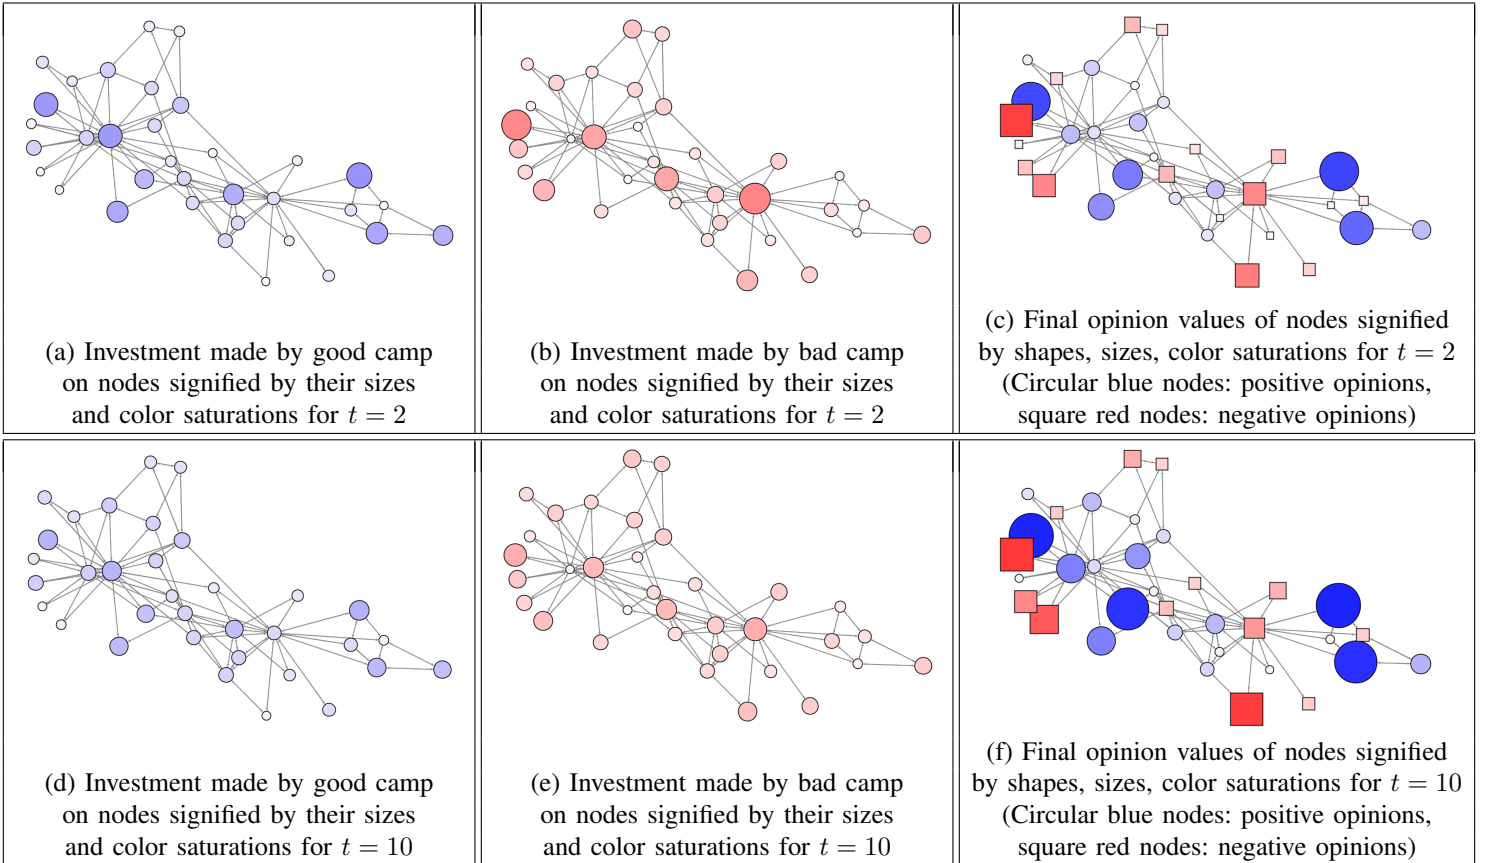 (a) Investment made by good camp
on nodes signified by their sizes
and color saturations for t = 2
(b) Investment made by bad camp
on nodes signified by their sizes
and color saturations for t = 2
(c) Final opinion values of nodes signified
by shapes, sizes, color saturations for t = 2
(Circular blue nodes: positive opinions,
square red nodes: negative opinions)
(d) Investment made by good camp
on nodes signified by their sizes
and color saturations for t = 10
(e) Investment made by bad camp
on nodes signified by their sizes
and color saturations for t = 10
(f) Final opinion values of nodes signified
by shapes, sizes, color saturations for t = 10
(Circular blue nodes: positive opinions,
square red nodes: negative opinions)